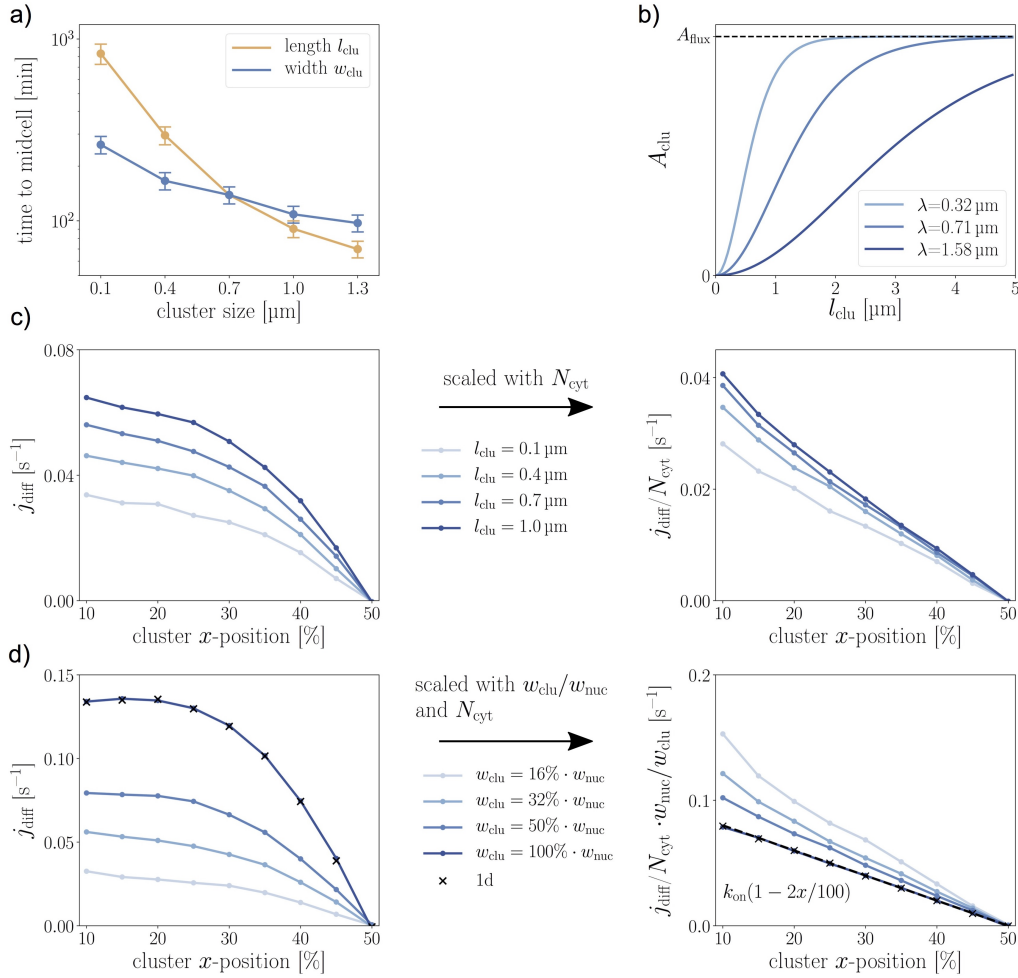 a)
10³
10²
time to midcell [min]
length l_clu
width w_clu
0.1 0.4 0.7 1.0 1.3
cluster size [µm]
b)
A_flux
A_clu
0
λ=0.32 µm
λ=0.71 µm
λ=1.58 µm
0 1 2 3 4 5
l_clu [µm]
c)
0.08
0.04
0.00
j_diff [s⁻¹]
10 20 30 40 50
cluster x-position [%]
scaled with N_cyt
l_clu = 0.1 µm
l_clu = 0.4 µm
l_clu = 0.7 µm
l_clu = 1.0 µm
0.04
0.02
0.00
j_diff/N_cyt [s⁻¹]
10 20 30 40 50
cluster x-position [%]
d)
0.15
0.10
0.05
0.00
j_diff [s⁻¹]
10 20 30 40 50
cluster x-position [%]
scaled with w_clu/w_nuc
and N_cyt
w_clu = 16% · w_nuc
w_clu = 32% · w_nuc
w_clu = 50% · w_nuc
w_clu = 100% · w_nuc
1d
0.2
0.1
0.0
j_diff/N_cyt · w_nuc/w_clu [s⁻¹]
k_on(1 − 2x/100)
10 20 30 40 50
cluster x-position [%]